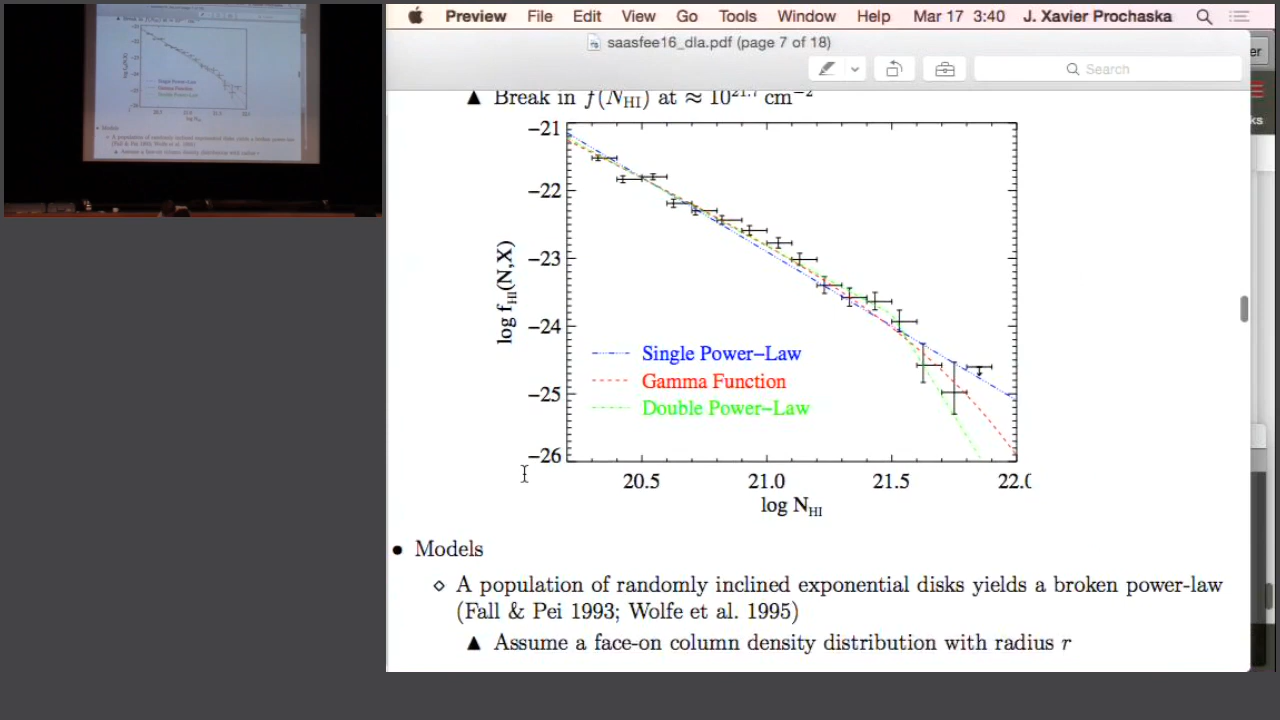 Preview File Edit View Go Tools Window Help Mar 17 3:40 J. Xavier Prochaska
saasfee16_dla.pdf (page 7 of 18)
Search
▲ Break in f(N_HI) at ≈ 10^21.7 cm^−2
−21
−22
−23
−24
−25
−26
log f_HI(N,X)
Single Power−Law
Gamma Function
Double Power−Law
20.5 21.0 21.5 22.0
log N_HI
• Models
⋄ A population of randomly inclined exponential disks yields a broken power-law
(Fall & Pei 1993; Wolfe et al. 1995)
▲ Assume a face-on column density distribution with radius r